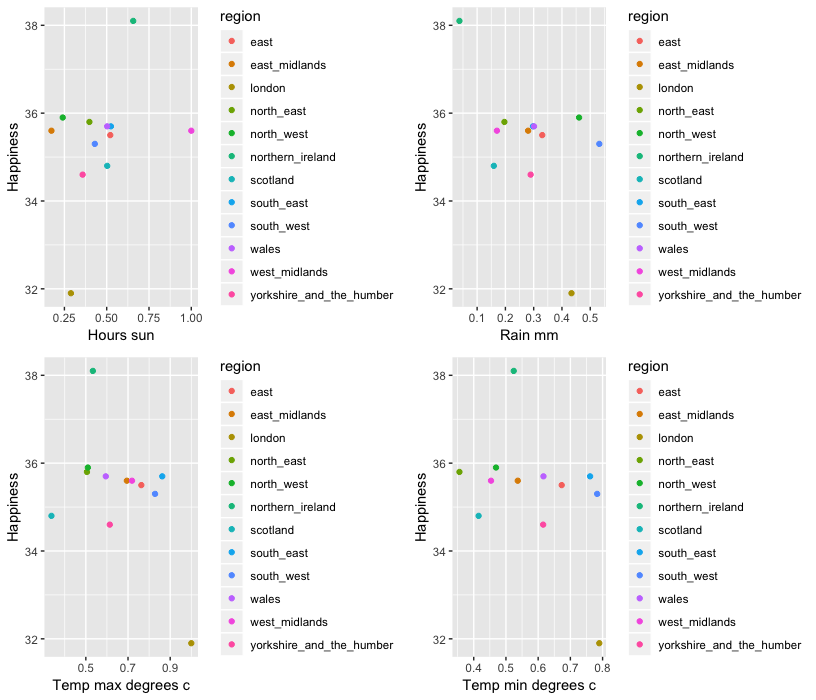 region
38
36
34
32
Happiness
0.25 0.50 0.75 1.00
Hours sun
east
east_midlands
london
north_east
north_west
northern_ireland
scotland
south_east
south_west
wales
west_midlands
yorkshire_and_the_humber
region
38
36
34
32
Happiness
0.1 0.2 0.3 0.4 0.5
Rain mm
east
east_midlands
london
north_east
north_west
northern_ireland
scotland
south_east
south_west
wales
west_midlands
yorkshire_and_the_humber
region
38
36
34
32
Happiness
0.5 0.7 0.9
Temp max degrees c
east
east_midlands
london
north_east
north_west
northern_ireland
scotland
south_east
south_west
wales
west_midlands
yorkshire_and_the_humber
region
38
36
34
32
Happiness
0.4 0.5 0.6 0.7 0.8
Temp min degrees c
east
east_midlands
london
north_east
north_west
northern_ireland
scotland
south_east
south_west
wales
west_midlands
yorkshire_and_the_humber